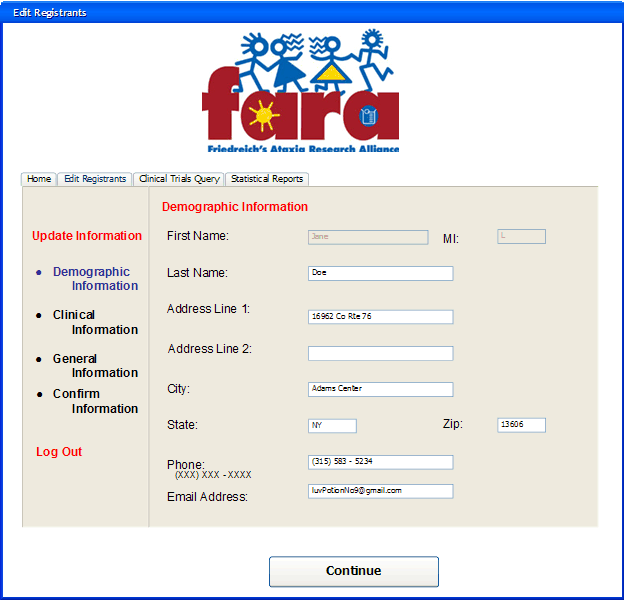 Edit Registrants
fara
Friedreich's Ataxia Research Alliance
Home Edit Registrants Clinical Trials Query Statistical Reports
Demographic Information
Update Information
Demographic
Information
Clinical
Information
General
Information
Confirm
Information
Log Out
First Name: Jane MI: L
Last Name: Doe
Address Line 1: 16962 Co Rte 76
Address Line 2:
City: Adams Center
State: NY Zip: 13606
Phone: (315) 583 - 5234
(XXX) XXX - XXXX
Email Address: luvPotionNo9@gmail.com
Continue